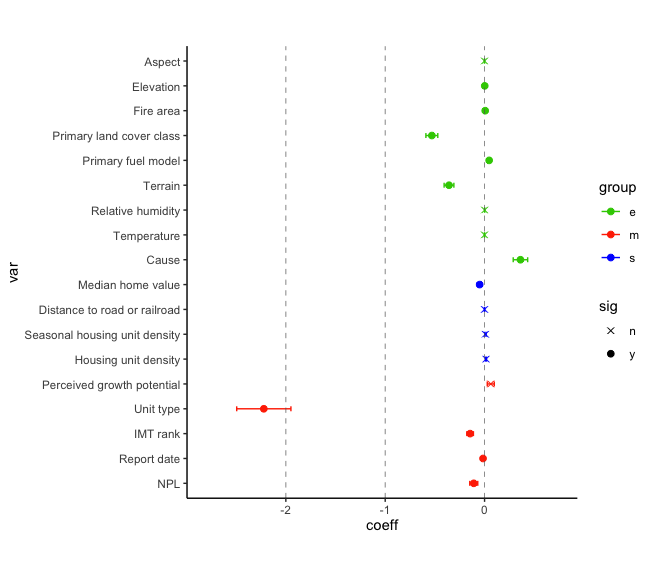 Aspect
Elevation
Fire area
Primary land cover class
Primary fuel model
Terrain
Relative humidity
Temperature
Cause
Median home value
Distance to road or railroad
Seasonal housing unit density
Housing unit density
Perceived growth potential
Unit type
IMT rank
Report date
NPL
var
-2
-1
0
coeff
group
e
m
s
sig
n
y